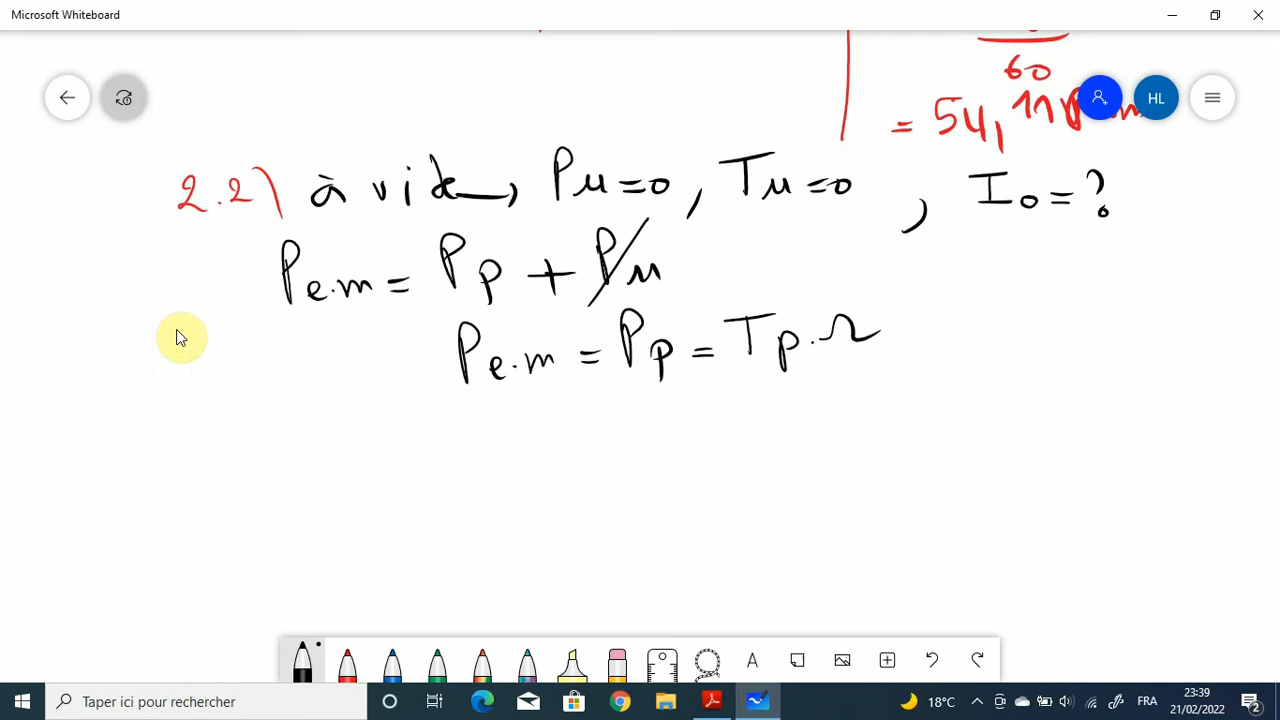 Microsoft Whiteboard
60
HL
= 54,11
2.2) à vide, Pu=0, Tu=0, I0=?
Pe.m = Pp + Pu
Pe.m = Pp = Tp.Ω
A
Taper ici pour rechercher
18°C
FRA
23:39
21/02/2022
2